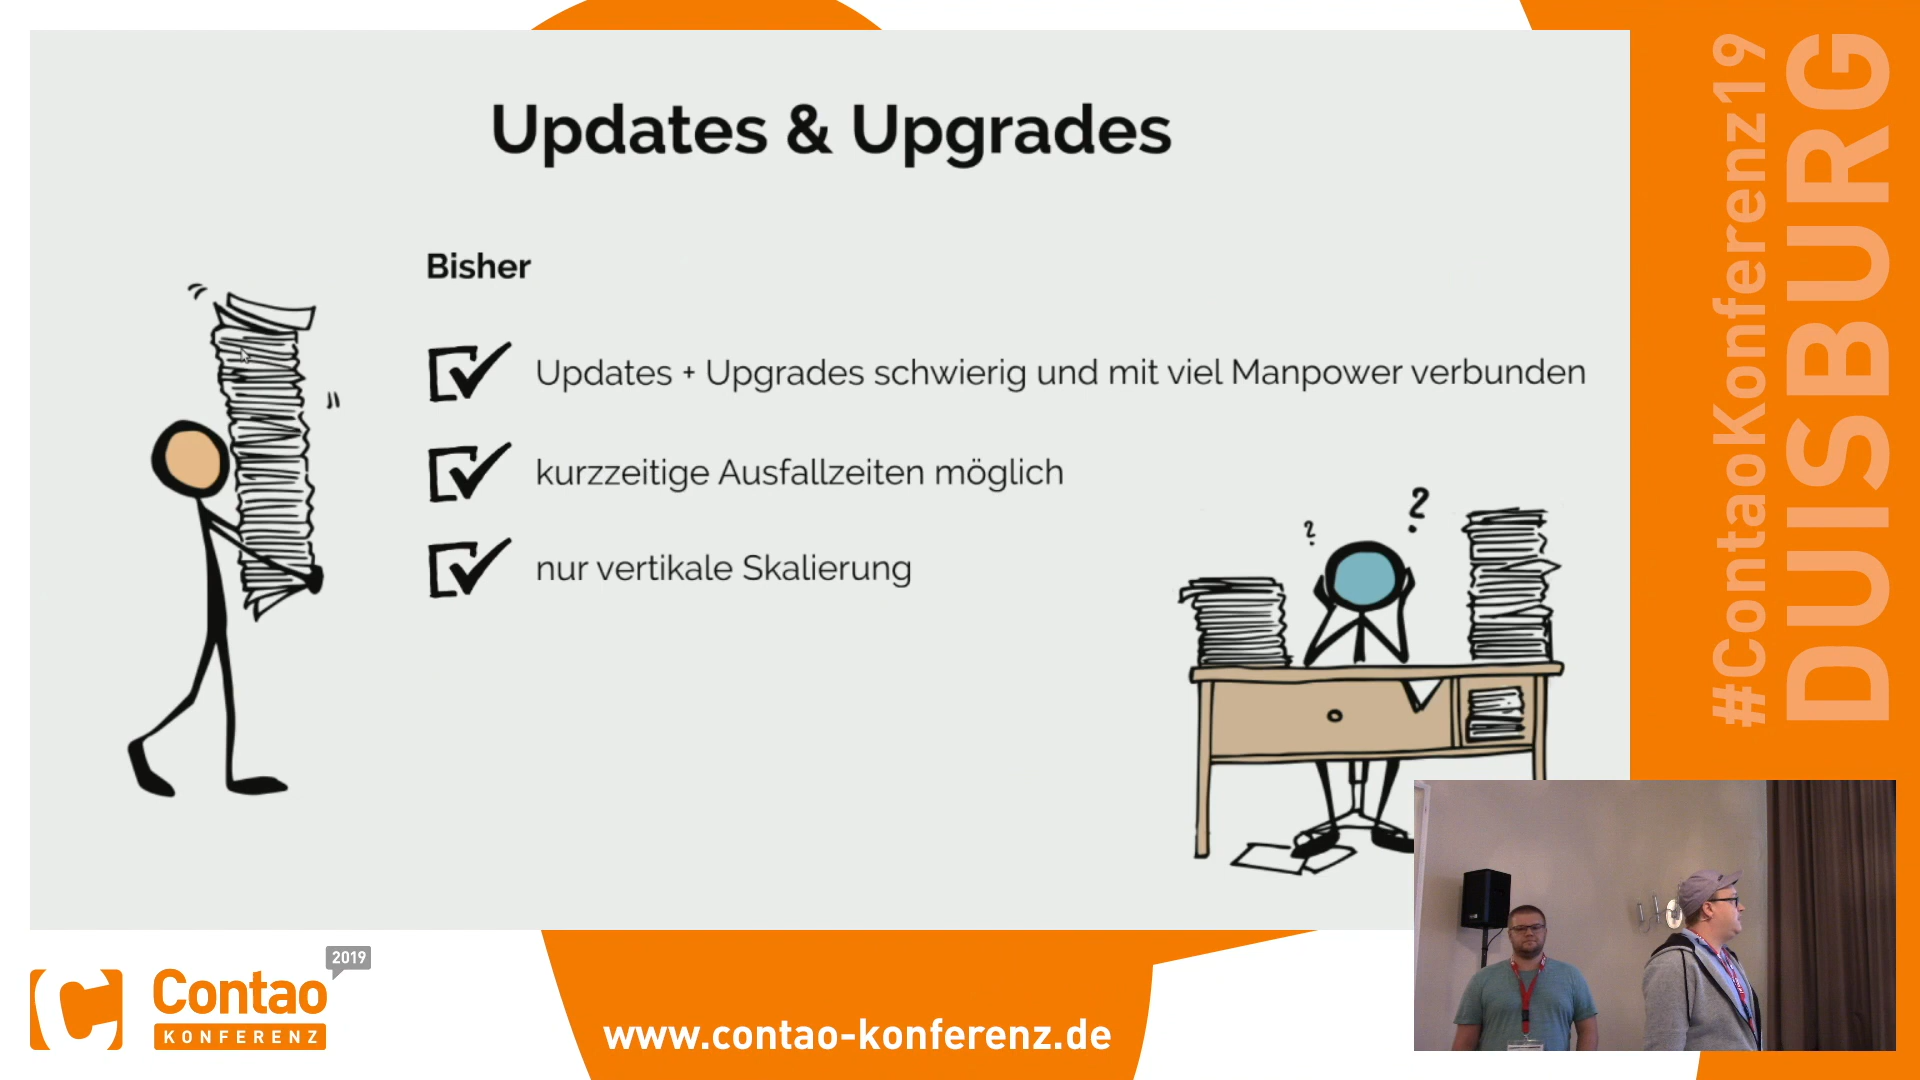 Updates & Upgrades
Bisher
Updates + Upgrades schwierig und mit viel Manpower verbunden
kurzzeitige Ausfallzeiten möglich
nur vertikale Skalierung
? ?
#ContaoKonferenz19
DUISBURG
2019
Contao
KONFERENZ
www.contao-konferenz.de